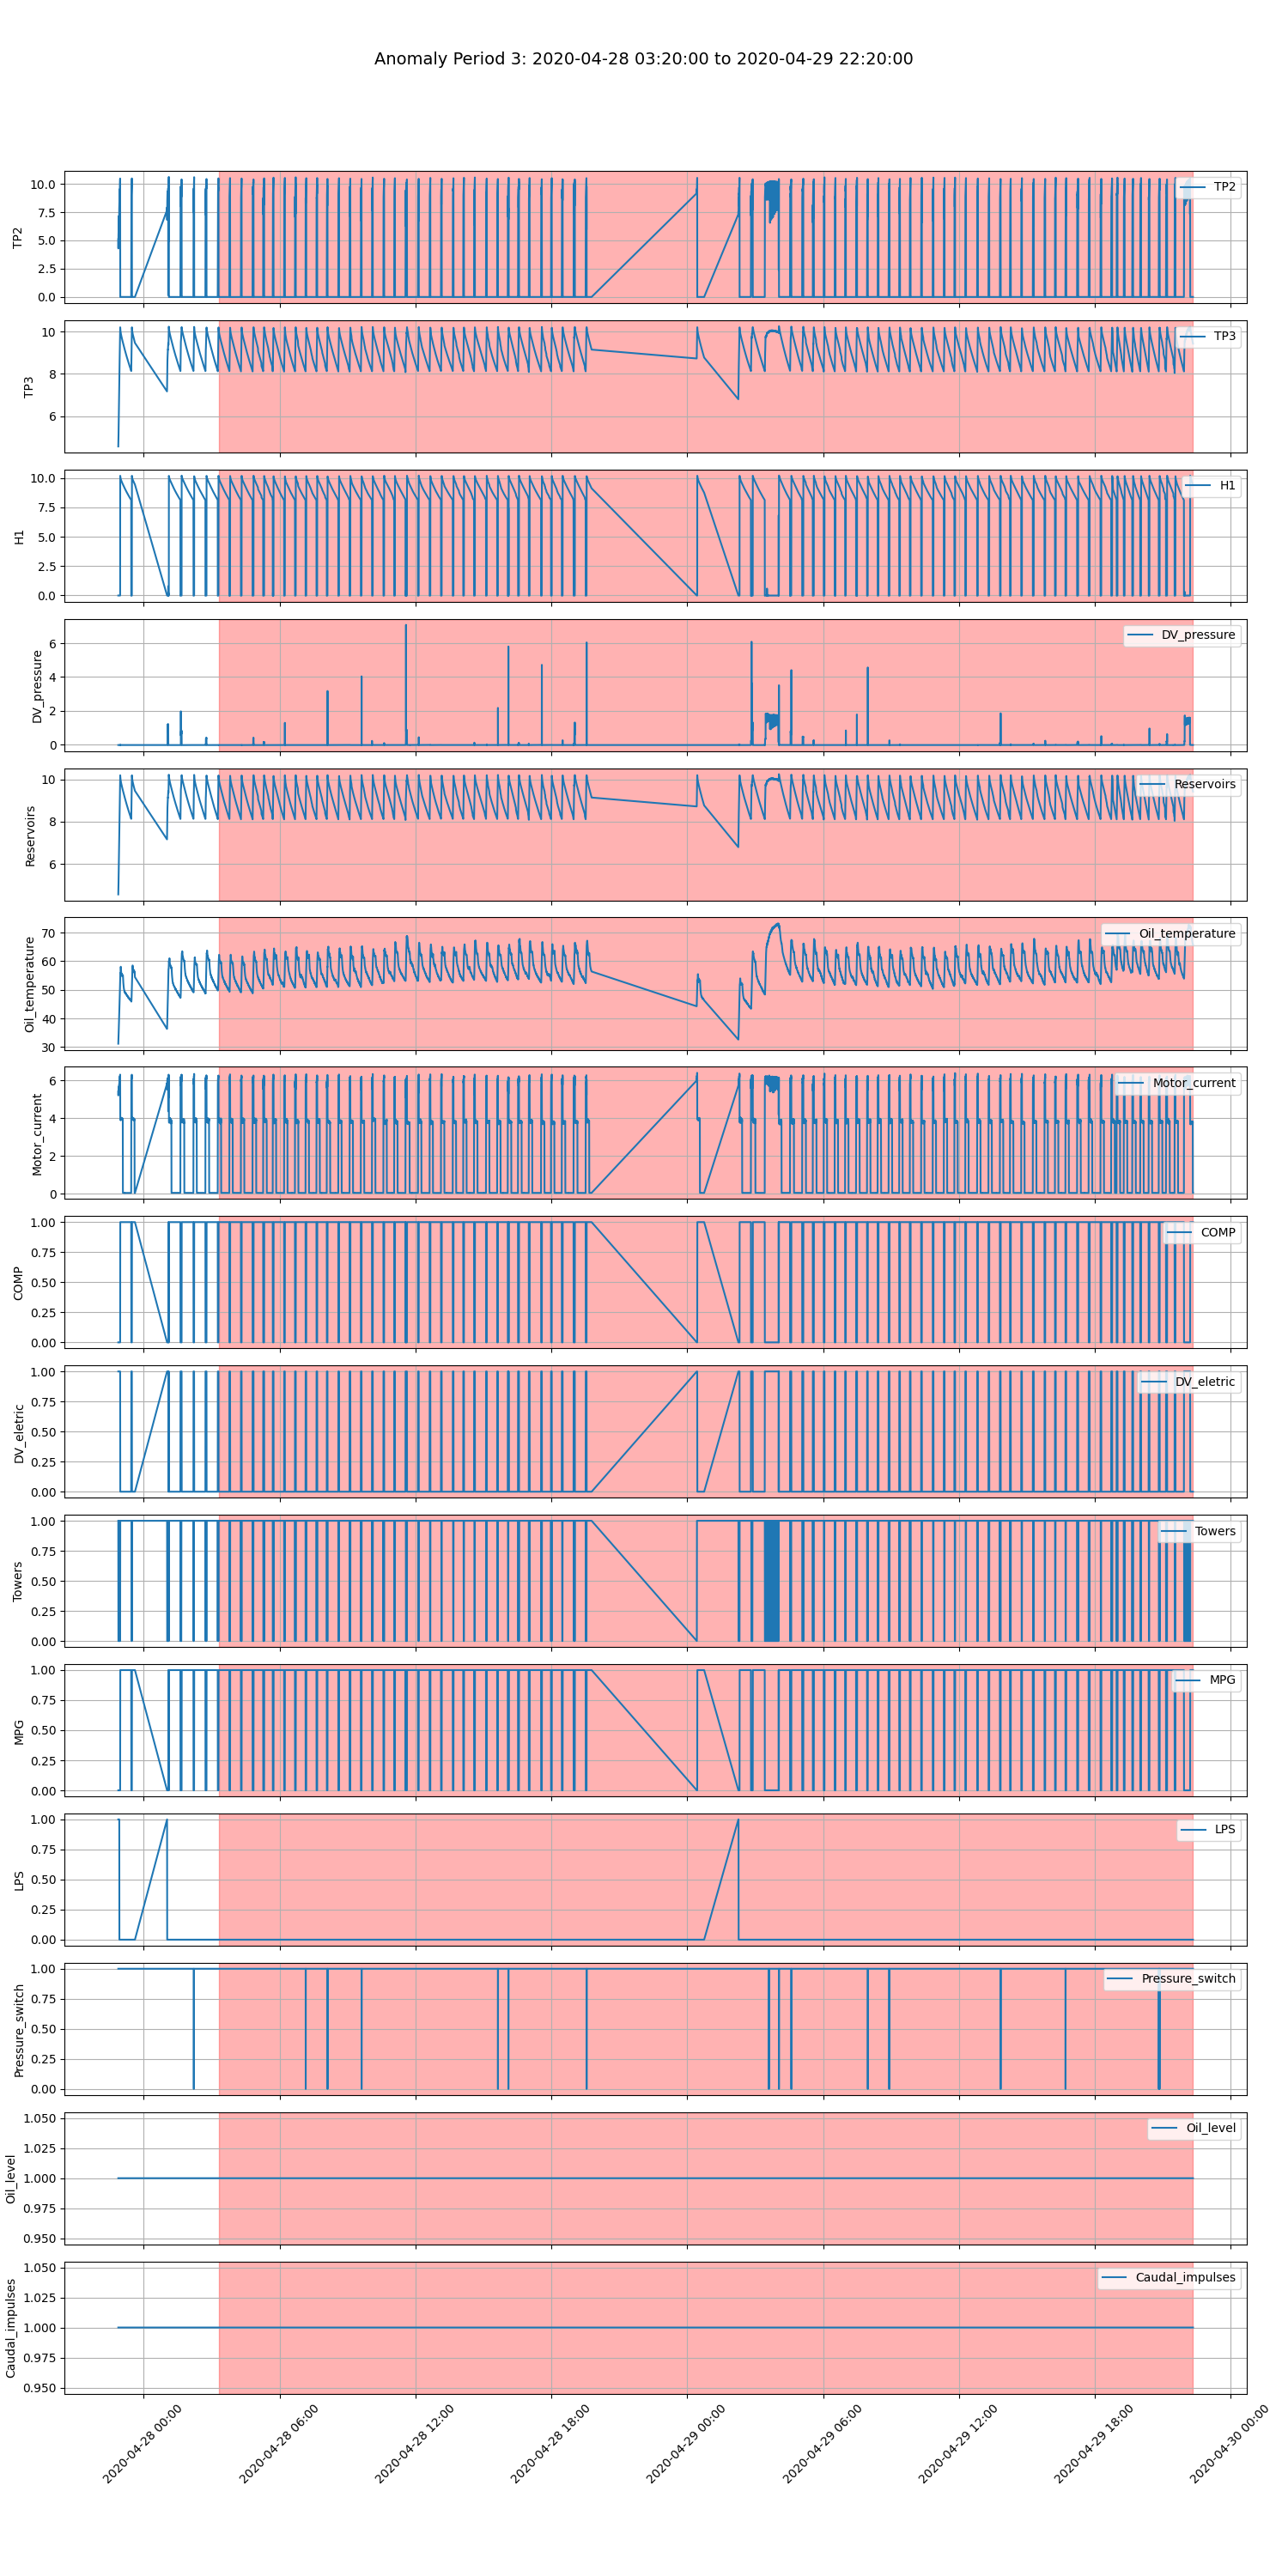 Anomaly Period 3: 2020-04-28 03:20:00 to 2020-04-29 22:20:00
10.0
7.5
5.0
2.5
0.0
TP2
TP2
10
8
6
TP3
TP3
10.0
7.5
5.0
2.5
0.0
H1
H1
6
4
2
0
DV_pressure
DV_pressure
10
8
6
Reservoirs
Reservoirs
70
60
50
40
30
Oil_temperature
Oil_temperature
6
4
2
0
Motor_current
Motor_current
1.00
0.75
0.50
0.25
0.00
COMP
COMP
1.00
0.75
0.50
0.25
0.00
DV_eletric
DV_eletric
1.00
0.75
0.50
0.25
0.00
Towers
Towers
1.00
0.75
0.50
0.25
0.00
MPG
MPG
1.00
0.75
0.50
0.25
0.00
LPS
LPS
1.00
0.75
0.50
0.25
0.00
Pressure_switch
Pressure_switch
1.050
1.025
1.000
0.975
0.950
Oil_level
Oil_level
1.050
1.025
1.000
0.975
0.950
Caudal_impulses
Caudal_impulses
2020-04-28 00:00
2020-04-28 06:00
2020-04-28 12:00
2020-04-28 18:00
2020-04-29 00:00
2020-04-29 06:00
2020-04-29 12:00
2020-04-29 18:00
2020-04-30 00:00